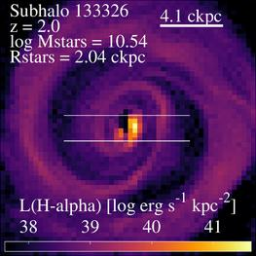 Subhalo 133326
4.1 ckpc
z = 2.0
log Mstars = 10.54
Rstars = 2.04 ckpc
L(H-alpha) [log erg s⁻¹ kpc⁻²]
38 39 40 41